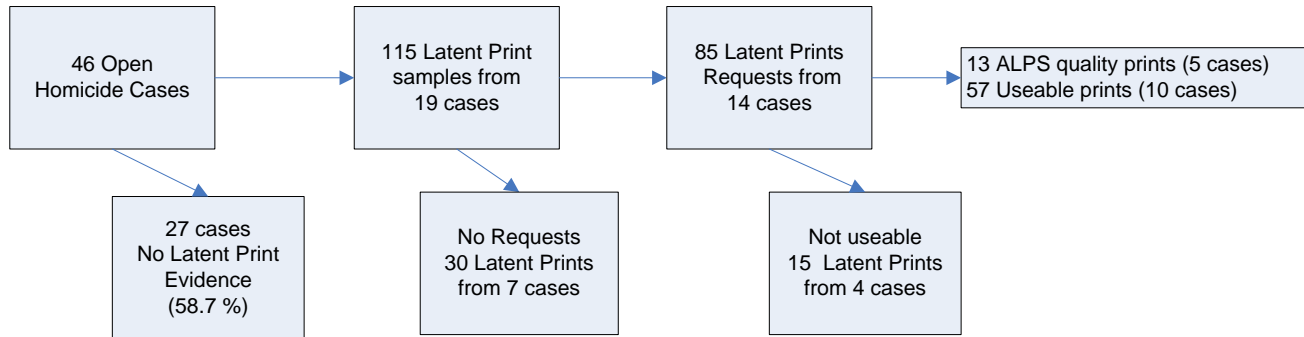 46 Open
Homicide Cases
115 Latent Print
samples from
19 cases
85 Latent Prints
Requests from
14 cases
13 ALPS quality prints (5 cases)
57 Useable prints (10 cases)
27 cases
No Latent Print
Evidence
(58.7 %)
No Requests
30 Latent Prints
from 7 cases
Not useable
15 Latent Prints
from 4 cases